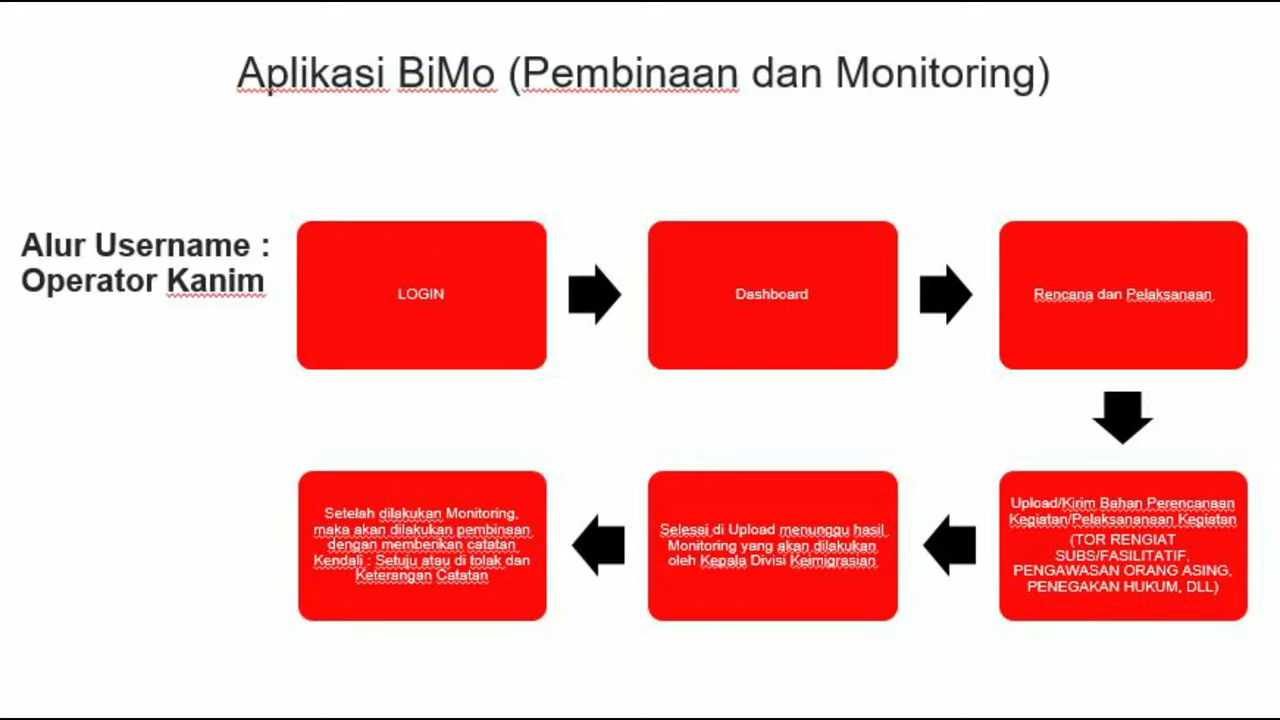 Aplikasi BiMo (Pembinaan dan Monitoring)
Alur Username :
Operator Kanim
LOGIN
Dashboard
Rencana dan Pelaksanaan
Upload/Kirim Bahan Perencanaan
Kegiatan/Pelaksananaan Kegiatan
(TOR RENGIAT
SUBS/FASILITATIF,
PENGAWASAN ORANG ASING,
PENEGAKAN HUKUM, DLL)
Selesai di Upload menunggu hasil
Monitoring yang akan dilakukan
oleh Kepala Divisi Keimigrasian
Setelah dilakukan Monitoring,
maka akan dilakukan pembinaan
dengan memberikan catatan
Kendali : Setuju atau di tolak dan
Keterangan Catatan